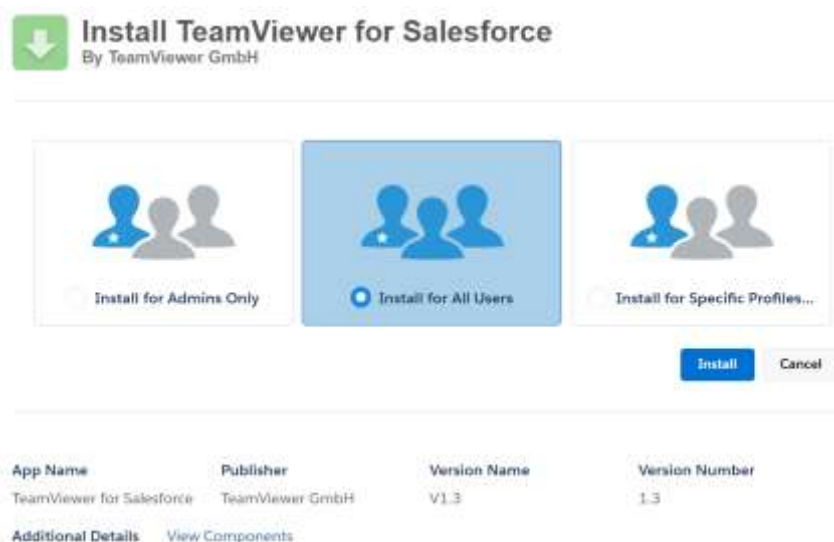 Install TeamViewer for Salesforce
By TeamViewer GmbH
Install for Admins Only
Install for All Users
Install for Specific Profiles...
Install Cancel
App Name Publisher Version Name Version Number
TeamViewer for Salesforce TeamViewer GmbH V1.3 1.3
Additional Details View Components